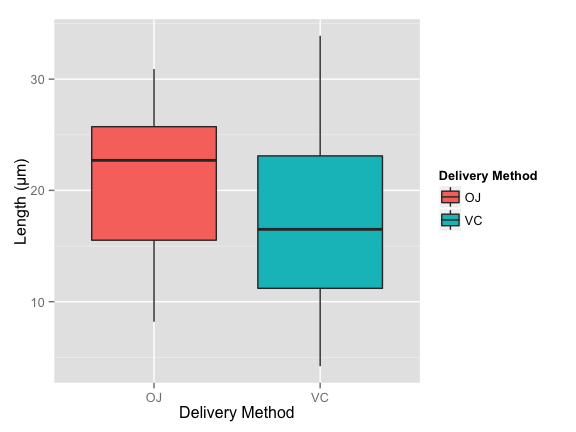 Length (µm)
30
20
10
OJ
VC
Delivery Method
Delivery Method
OJ
VC